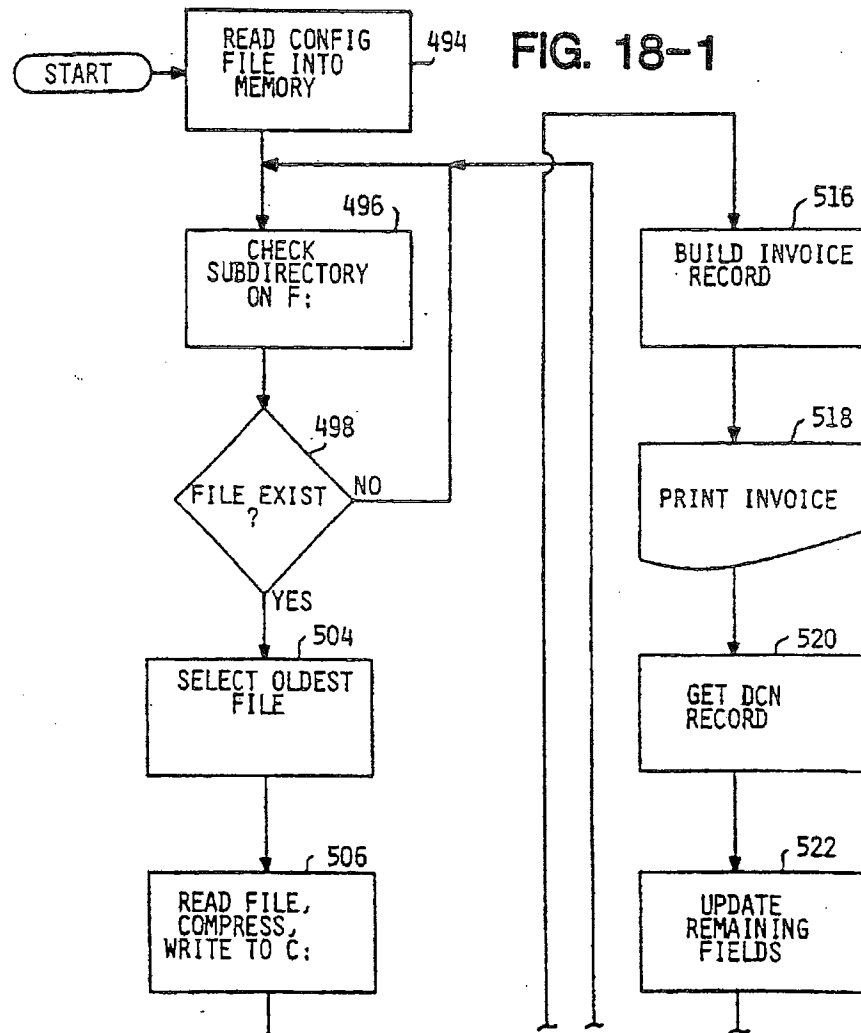 FIG. 18-1
START
READ CONFIG
FILE INTO
MEMORY
494
496
CHECK
SUBDIRECTORY
ON F:
498
FILE EXIST
?
NO
YES
504
SELECT OLDEST
FILE
506
READ FILE,
COMPRESS,
WRITE TO C:
516
BUILD INVOICE
RECORD
518
PRINT INVOICE
520
GET DCN
RECORD
522
UPDATE
REMAINING
FIELDS